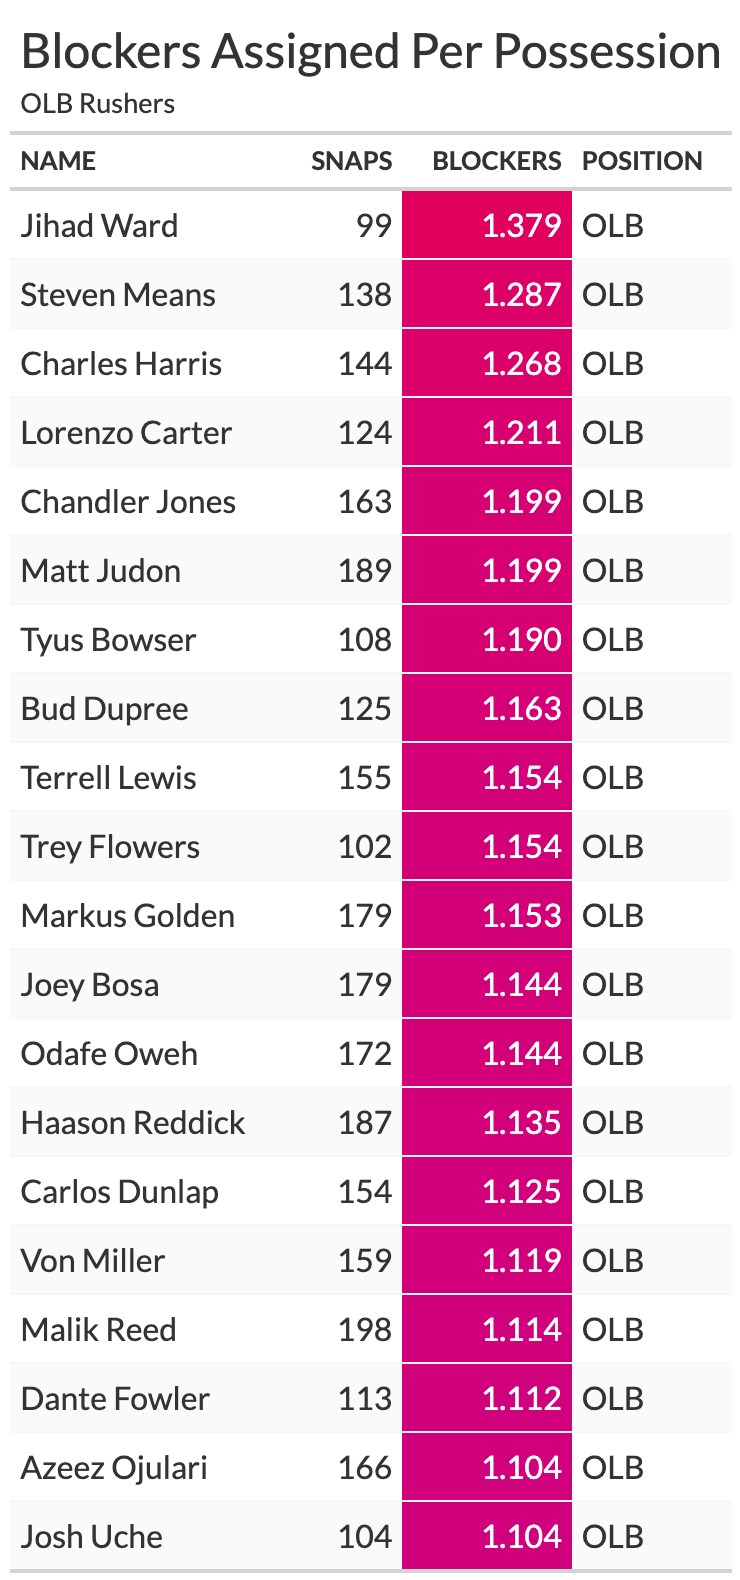 Blockers Assigned Per Possession
OLB Rushers
NAME SNAPS BLOCKERS POSITION
Jihad Ward 99 1.379 OLB
Steven Means 138 1.287 OLB
Charles Harris 144 1.268 OLB
Lorenzo Carter 124 1.211 OLB
Chandler Jones 163 1.199 OLB
Matt Judon 189 1.199 OLB
Tyus Bowser 108 1.190 OLB
Bud Dupree 125 1.163 OLB
Terrell Lewis 155 1.154 OLB
Trey Flowers 102 1.154 OLB
Markus Golden 179 1.153 OLB
Joey Bosa 179 1.144 OLB
Odafe Oweh 172 1.144 OLB
Haason Reddick 187 1.135 OLB
Carlos Dunlap 154 1.125 OLB
Von Miller 159 1.119 OLB
Malik Reed 198 1.114 OLB
Dante Fowler 113 1.112 OLB
Azeez Ojulari 166 1.104 OLB
Josh Uche 104 1.104 OLB